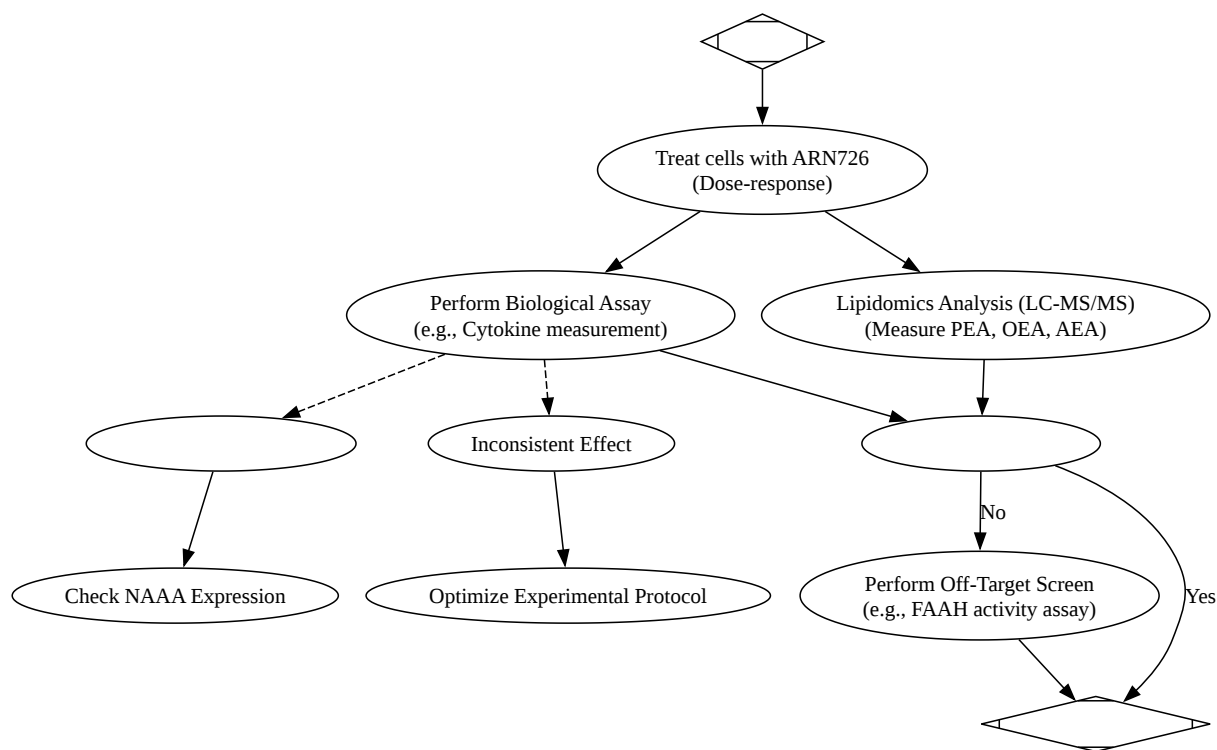 Treat cells with ARN726
(Dose-response)
Perform Biological Assay
(e.g., Cytokine measurement)
Lipidomics Analysis (LC-MS/MS)
(Measure PEA, OEA, AEA)
Inconsistent Effect
No
Check NAAA Expression
Optimize Experimental Protocol
Perform Off-Target Screen
(e.g., FAAH activity assay)
Yes